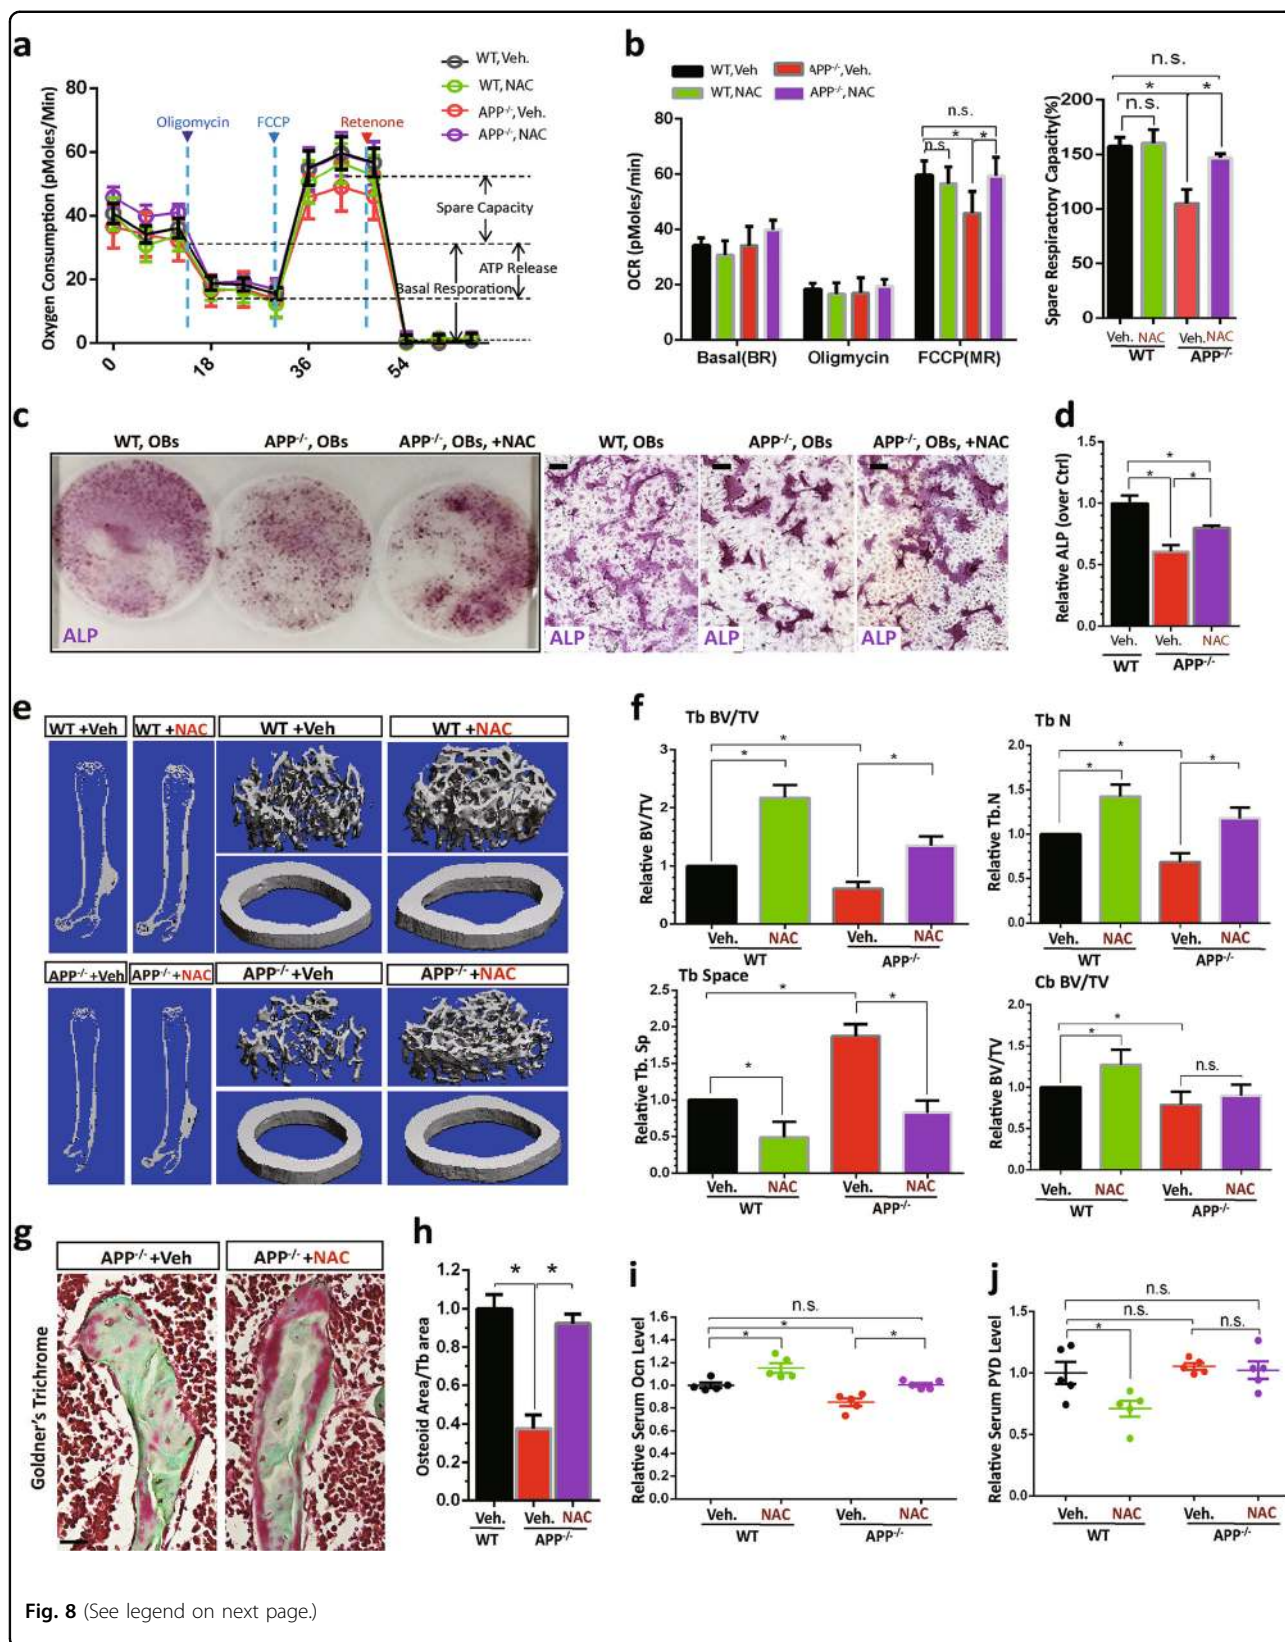 a
WT, Veh.
WT, NAC
APP-/-, Veh.
APP-/-, NAC
Oligomycin
FCCP
Retenone
Oxygen Consumption (pMoles/Min)
80
60
40
20
0
Spare Capacity
ATP Release
Basal Resporation
0
18
36
54
b
WT, Veh
APP-/-, Veh.
WT, NAC
APP-/-, NAC
OCR (pMoles/min)
80
60
40
20
0
n.s.
*
n.s
*
Basal(BR)
Oligmycin
FCCP(MR)
Spare Respiractory Capacity(%)
200
150
100
50
0
n.s.
*
*
n.s.
Veh. NAC
Veh. NAC
WT
APP-/-
c
WT, OBs
APP-/-, OBs
APP-/-, OBs, +NAC
WT, OBs
APP-/-, OBs
APP-/-, OBs, +NAC
ALP
ALP
ALP
ALP
d
Relative ALP (over Ctrl)
1.5
1.0
0.5
0.0
*
*
*
Veh.
Veh.
NAC
WT
APP-/-
e
WT +Veh
WT +NAC
WT +Veh
WT +NAC
APP-/-+Veh
APP-/-+NAC
APP-/-+Veh
APP-/-+NAC
f
Tb BV/TV
Relative BV/TV
3
2
1
0
*
*
*
Veh.
NAC
Veh.
NAC
WT
APP-/-
Tb N
Relative Tb.N
2.0
1.5
1.0
0.5
0.0
*
*
*
Veh.
NAC
Veh.
NAC
WT
APP-/-
Tb Space
Relative Tb. Sp
2.5
2.0
1.5
1.0
0.5
0.0
*
*
*
Veh.
NAC
Veh.
NAC
WT
APP-/-
Cb BV/TV
Relative BV/TV
2.0
1.5
1.0
0.5
0.0
*
*
n.s.
Veh.
NAC
Veh.
NAC
WT
APP-/-
g
APP-/-+Veh
APP-/-+NAC
Goldner's Trichrome
h
Osteoid Area/Tb area
1.2
1.0
0.8
0.6
0.4
0.2
0.0
*
*
Veh.
Veh. NAC
WT
APP-/-
i
Relative Serum Ocn Level
1.6
1.4
1.2
1.0
0.8
0.6
0.4
0.2
0.0
n.s.
*
*
*
Veh.
NAC
Veh.
NAC
WT
APP-/-
j
Relative Serum PYD Level
1.5
1.0
0.5
0.0
n.s.
n.s.
*
n.s.
Veh.
NAC
Veh.
NAC
WT
APP-/-
Fig. 8 (See legend on next page.)